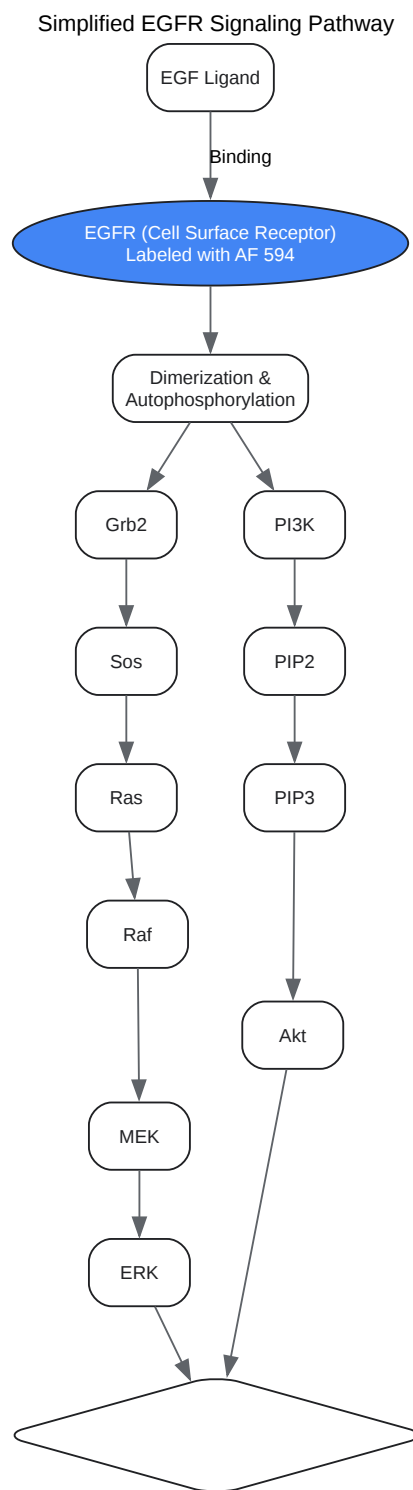 Simplified EGFR Signaling Pathway
EGF Ligand
Binding
EGFR (Cell Surface Receptor)
Labeled with AF 594
Dimerization &
Autophosphorylation
Grb2
PI3K
Sos
PIP2
Ras
PIP3
Raf
Akt
MEK
ERK